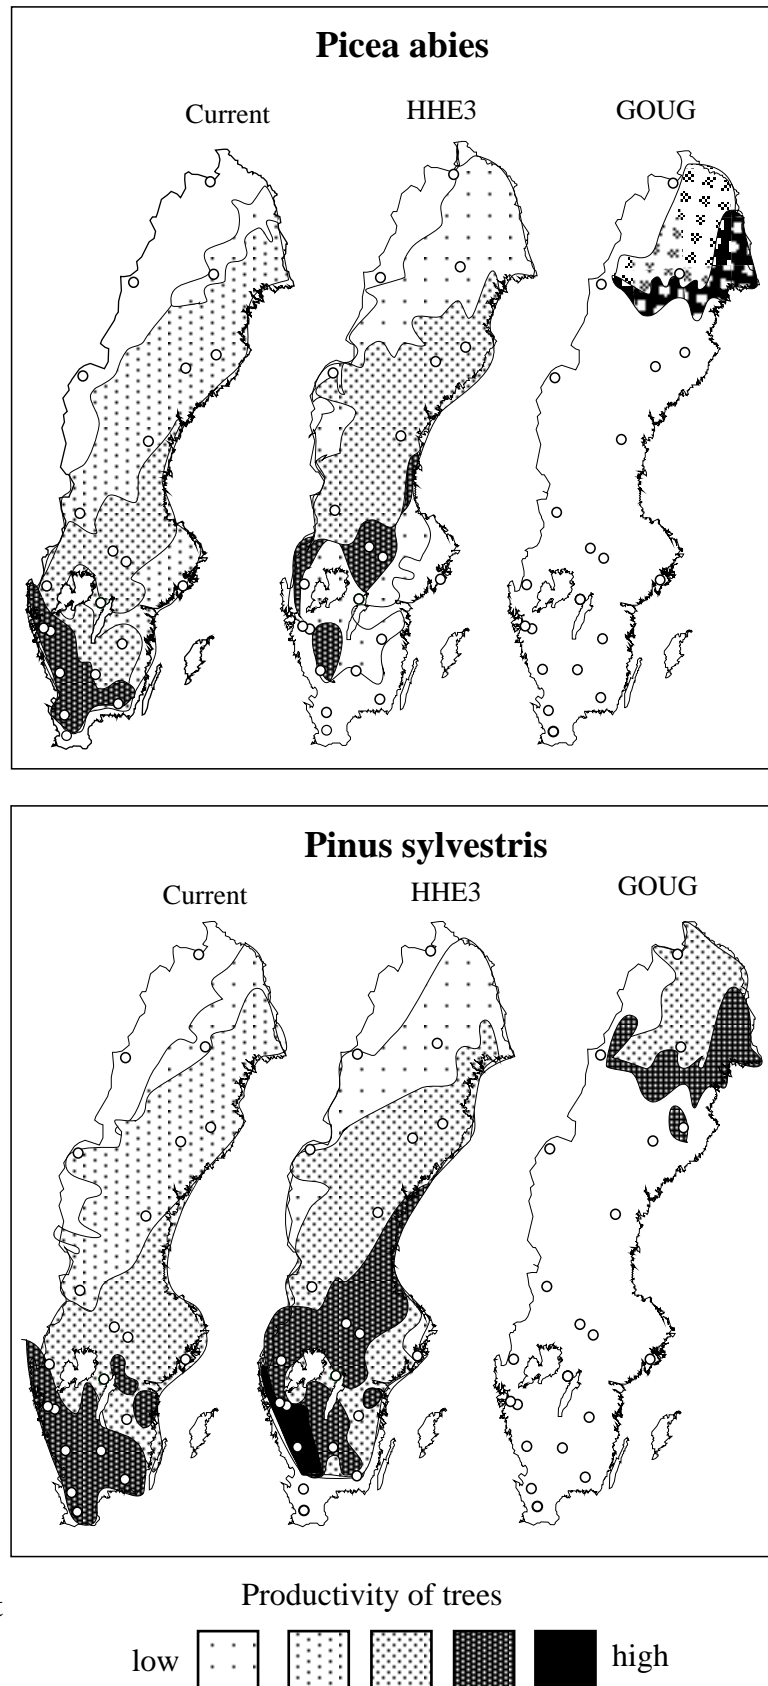 Picea abies
Current HHE3 GOUG
Pinus sylvestris
Current HHE3 GOUG
Productivity of trees
low high